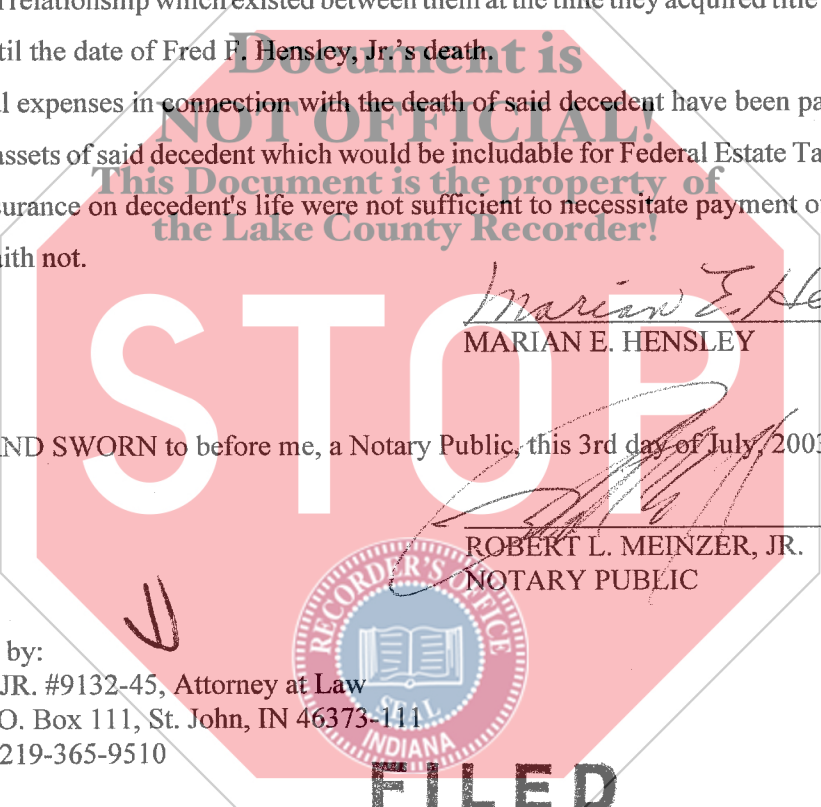 relationship which existed between them at the time they acquired title
til the date of Fred F. Hensley, Jr.'s death.
l expenses in connection with the death of said decedent have been pa
assets of said decedent which would be includable for Federal Estate Ta
surance on decedent's life were not sufficient to necessitate payment o
aith not.
Document is
NOT OFFICIAL!
This Document is the property of
the Lake County Recorder!
STOP
Marian E. He
MARIAN E. HENSLEY
ND SWORN to before me, a Notary Public, this 3rd day of July, 2003
ROBERT L. MEINZER, JR.
NOTARY PUBLIC
RECORDER'S OFFICE
SEAL
INDIANA
by:
JR. #9132-45, Attorney at Law
O. Box 111, St. John, IN 46373-111
219-365-9510
FILED